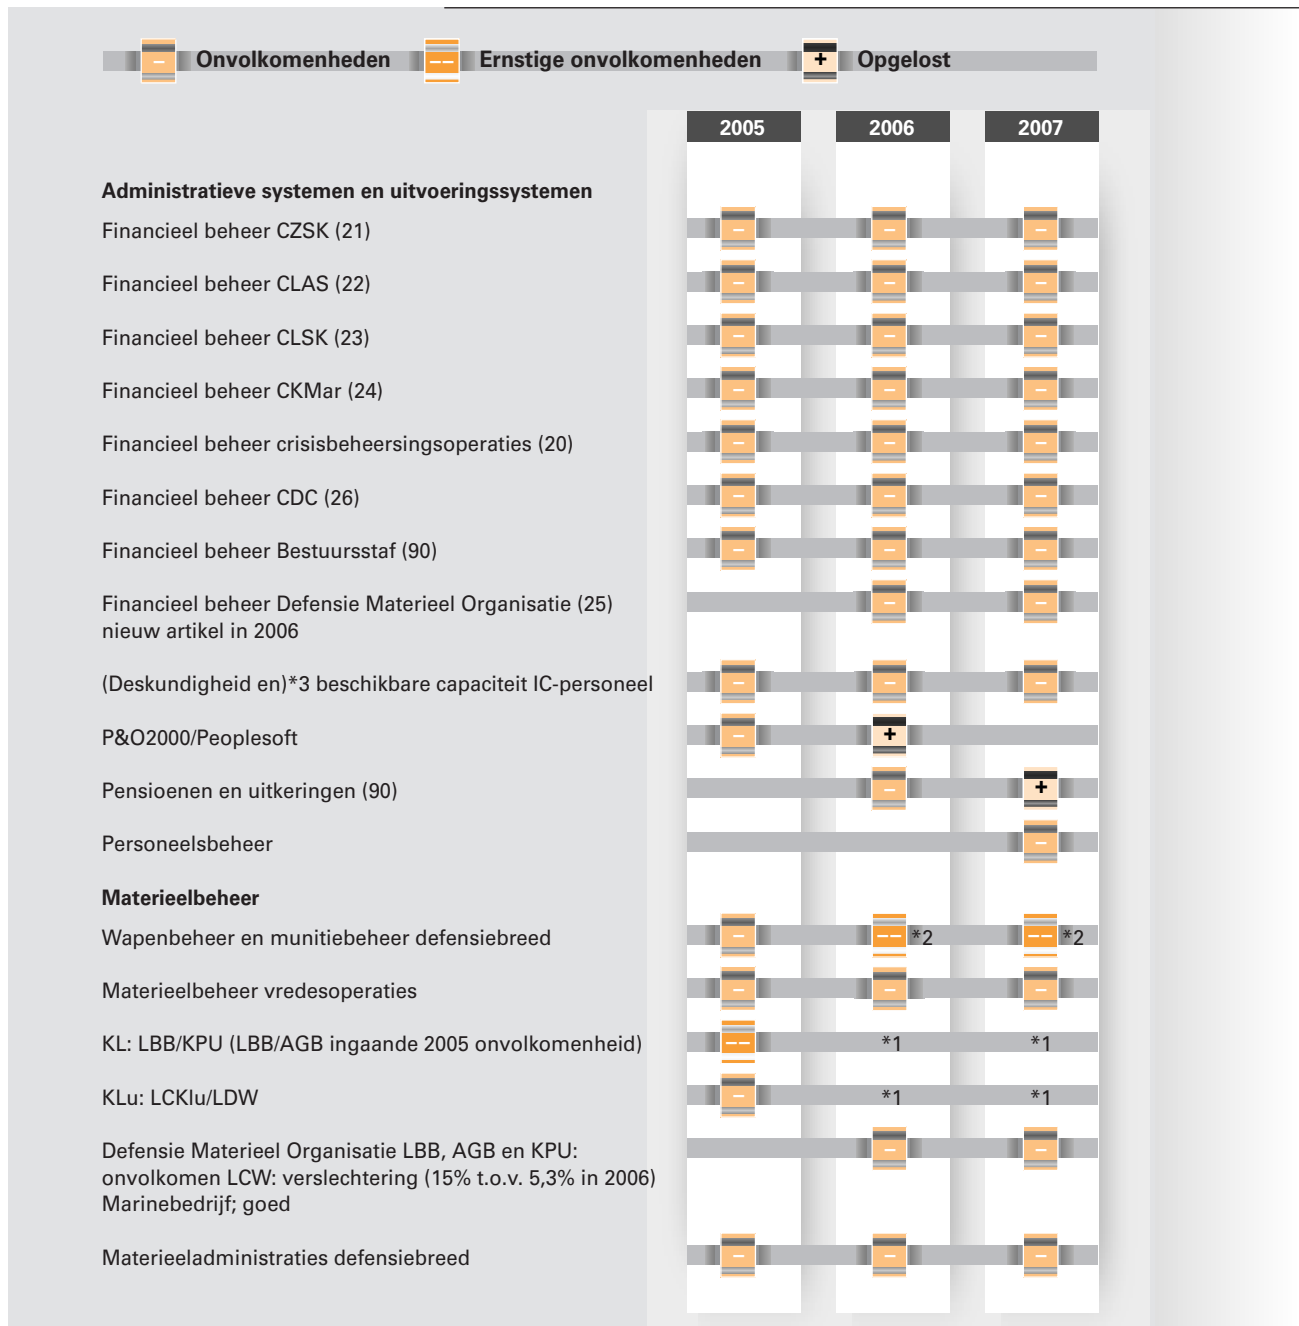 – Onvolkomenheden –– Ernstige onvolkomenheden + Opgelost
2005 2006 2007
Administratieve systemen en uitvoeringssystemen
Financieel beheer CZSK (21) – – –
Financieel beheer CLAS (22) – – –
Financieel beheer CLSK (23) – – –
Financieel beheer CKMar (24) – – –
Financieel beheer crisisbeheersingsoperaties (20) – – –
Financieel beheer CDC (26) – – –
Financieel beheer Bestuursstaf (90) – – –
Financieel beheer Defensie Materieel Organisatie (25) – –
nieuw artikel in 2006
(Deskundigheid en)*3 beschikbare capaciteit IC-personeel – – –
P&O2000/Peoplesoft – +
Pensioenen en uitkeringen (90) – +
Personeelsbeheer –
Materieelbeheer
Wapenbeheer en munitiebeheer defensiebreed – –– *2 –– *2
Materieelbeheer vredesoperaties – – –
KL: LBB/KPU (LBB/AGB ingaande 2005 onvolkomenheid) –– *1 *1
KLu: LCKlu/LDW – *1 *1
Defensie Materieel Organisatie LBB, AGB en KPU: – –
onvolkomen LCW: verslechtering (15% t.o.v. 5,3% in 2006)
Marinebedrijf; goed
Materieeladministraties defensiebreed – – –